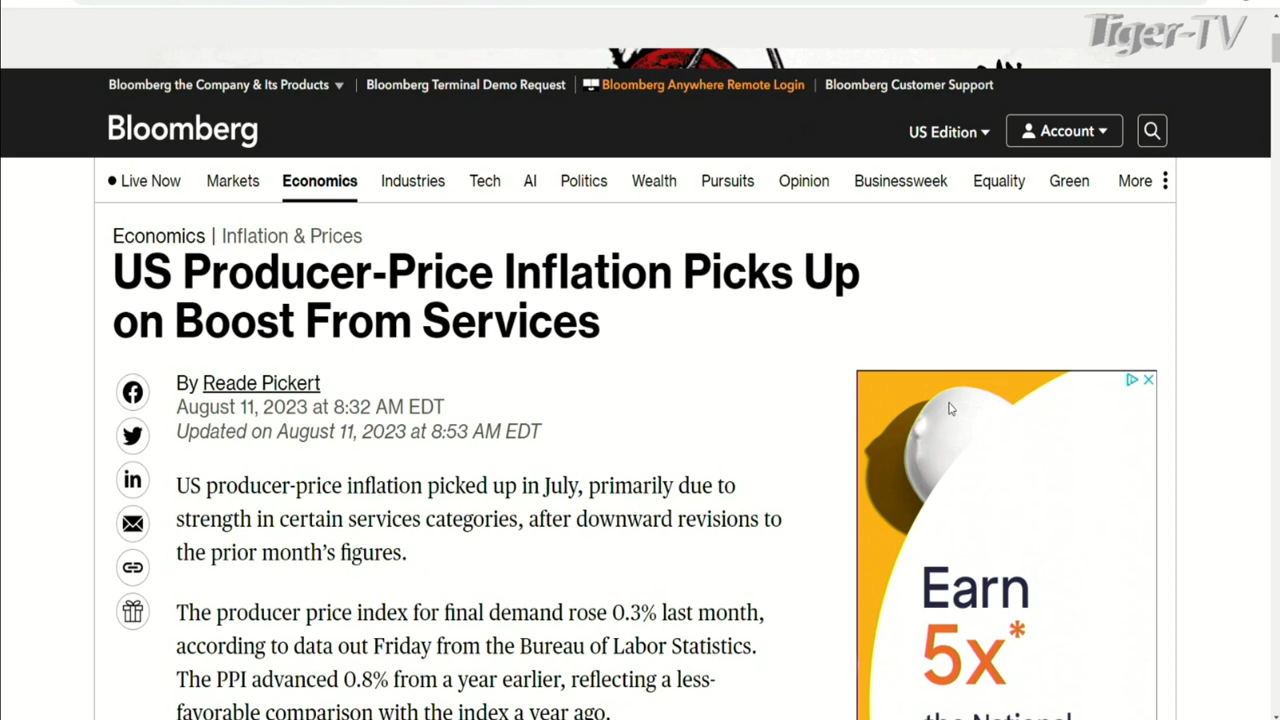 Tiger-TV
Bloomberg the Company & Its Products
Bloomberg Terminal Demo Request
Bloomberg Anywhere Remote Login
Bloomberg Customer Support
Bloomberg
US Edition
Account
Live Now Markets Economics Industries Tech AI Politics Wealth Pursuits Opinion Businessweek Equality Green More
Economics | Inflation & Prices
US Producer-Price Inflation Picks Up
on Boost From Services
By Reade Pickert
August 11, 2023 at 8:32 AM EDT
Updated on August 11, 2023 at 8:53 AM EDT
US producer-price inflation picked up in July, primarily due to
strength in certain services categories, after downward revisions to
the prior month’s figures.
The producer price index for final demand rose 0.3% last month,
according to data out Friday from the Bureau of Labor Statistics.
The PPI advanced 0.8% from a year earlier, reflecting a less-
favorable comparison with the index a year ago.
Earn
5x*
the National